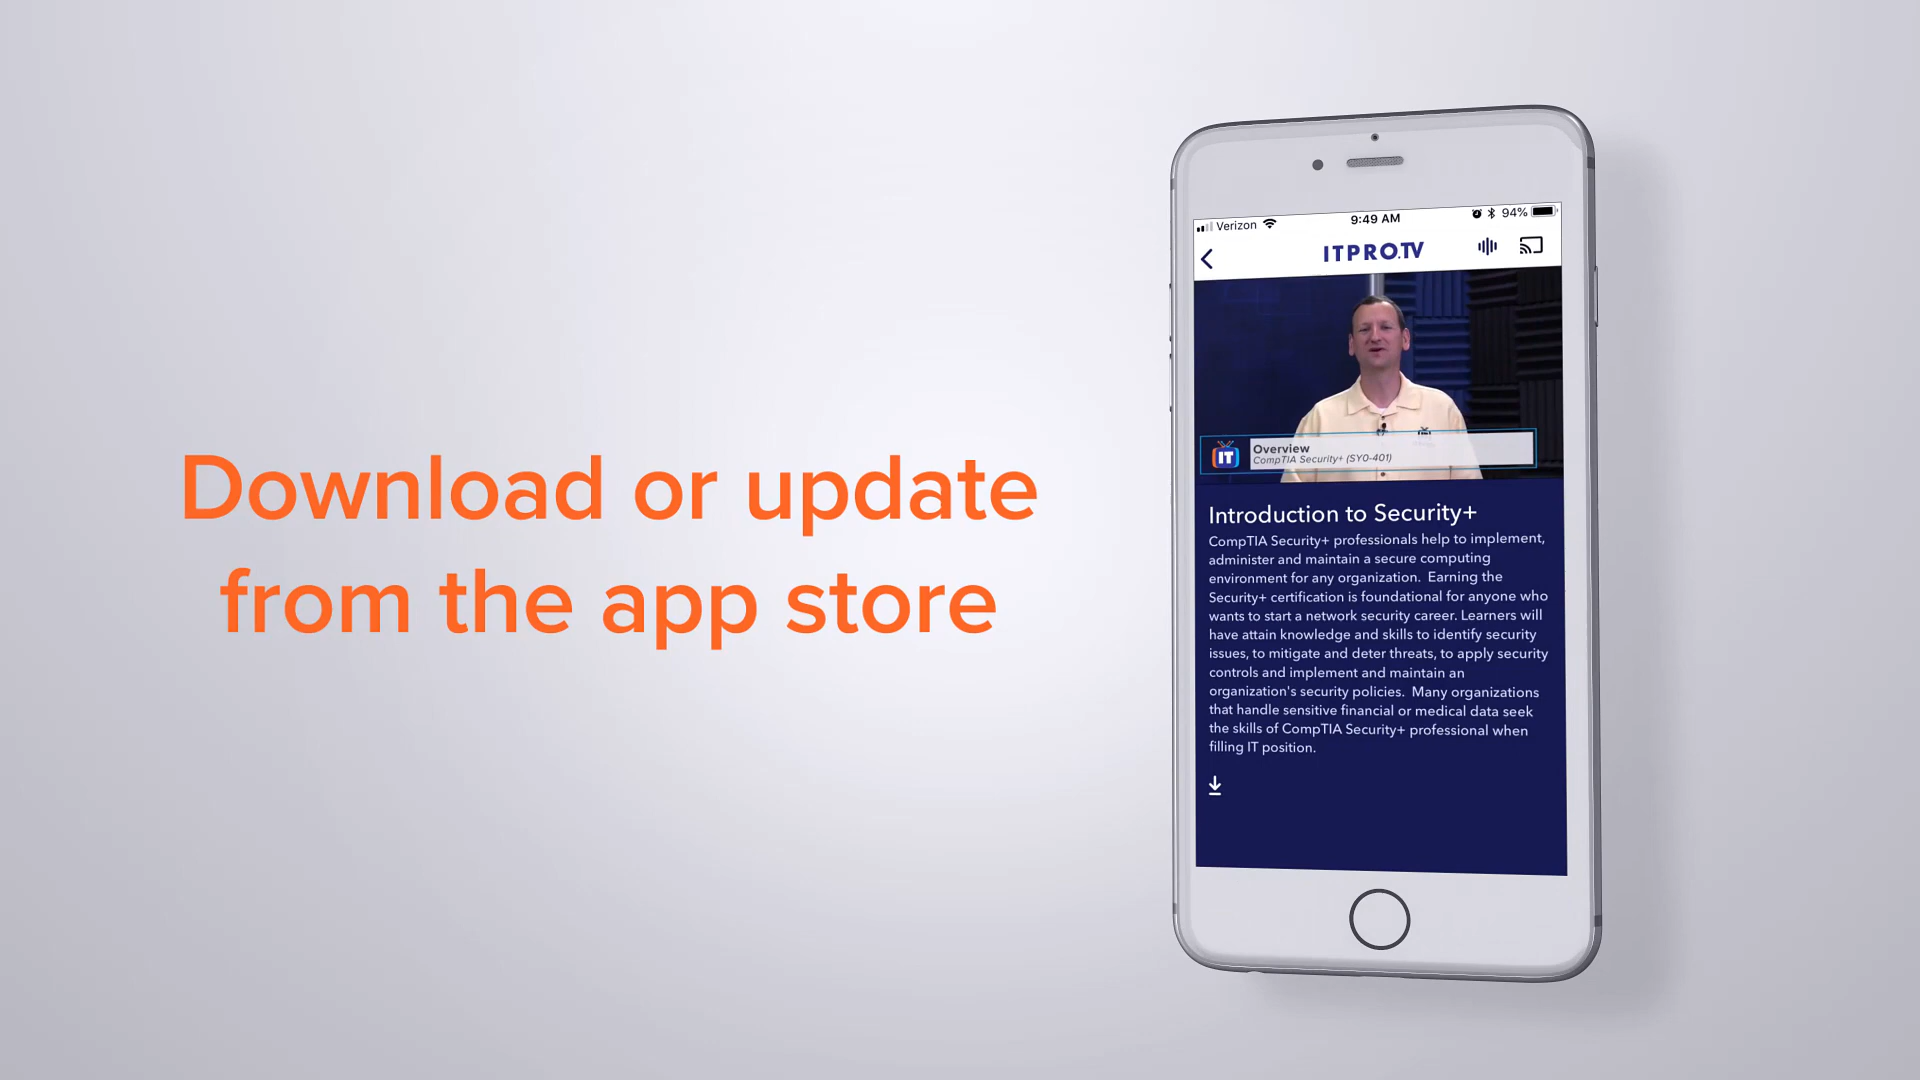 Download or update
from the app store
Verizon
9:49 AM
94%
ITPRO.TV
IT
Overview
CompTIA Security+ (SY0-401)
Introduction to Security+
CompTIA Security+ professionals help to implement,
administer and maintain a secure computing
environment for any organization. Earning the
Security+ certification is foundational for anyone who
wants to start a network security career. Learners will
have attain knowledge and skills to identify security
issues, to mitigate and deter threats, to apply security
controls and implement and maintain an
organization's security policies. Many organizations
that handle sensitive financial or medical data seek
the skills of CompTIA Security+ professional when
filling IT position.